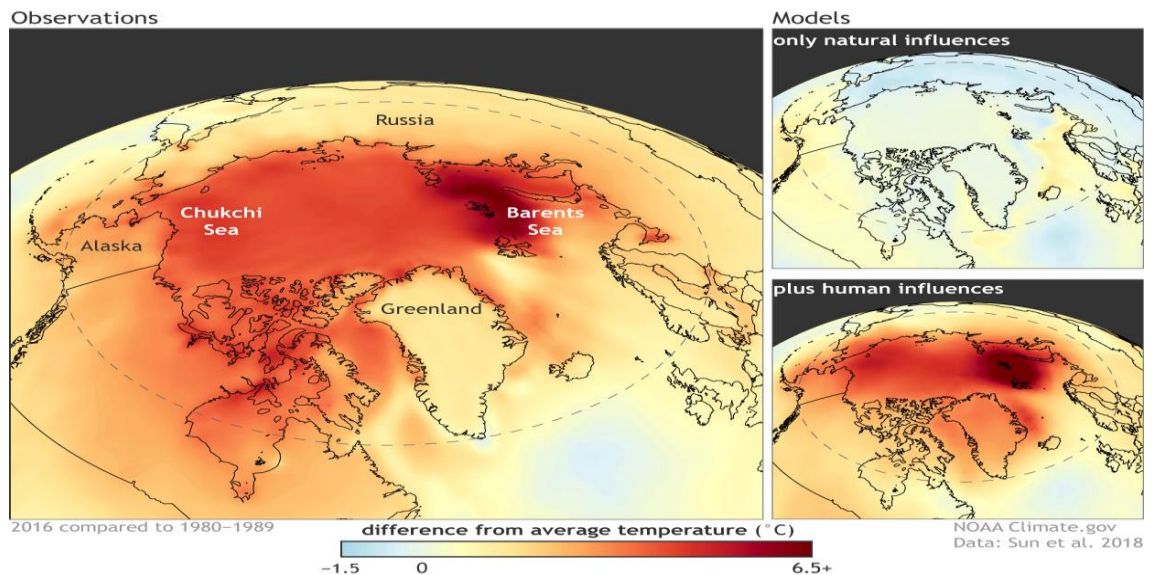 Observations
Models
only natural influences
Russia
Chukchi
Sea
Barents
Sea
Alaska
Greenland
plus human influences
2016 compared to 1980–1989
difference from average temperature (°C)
NOAA Climate.gov
Data: Sun et al. 2018
−1.5 0 6.5+